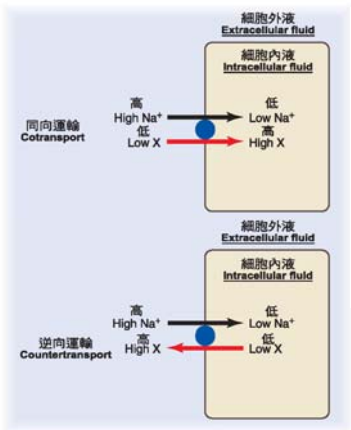 細胞外液
Extracellular fluid
細胞內液
Intracellular fluid
高
High Na⁺
低
Low Na⁺
同向運輸
Cotransport
低
Low X
高
High X
細胞外液
Extracellular fluid
細胞內液
Intracellular fluid
高
High Na⁺
低
Low Na⁺
逆向運輸
Countertransport
高
High X
低
Low X